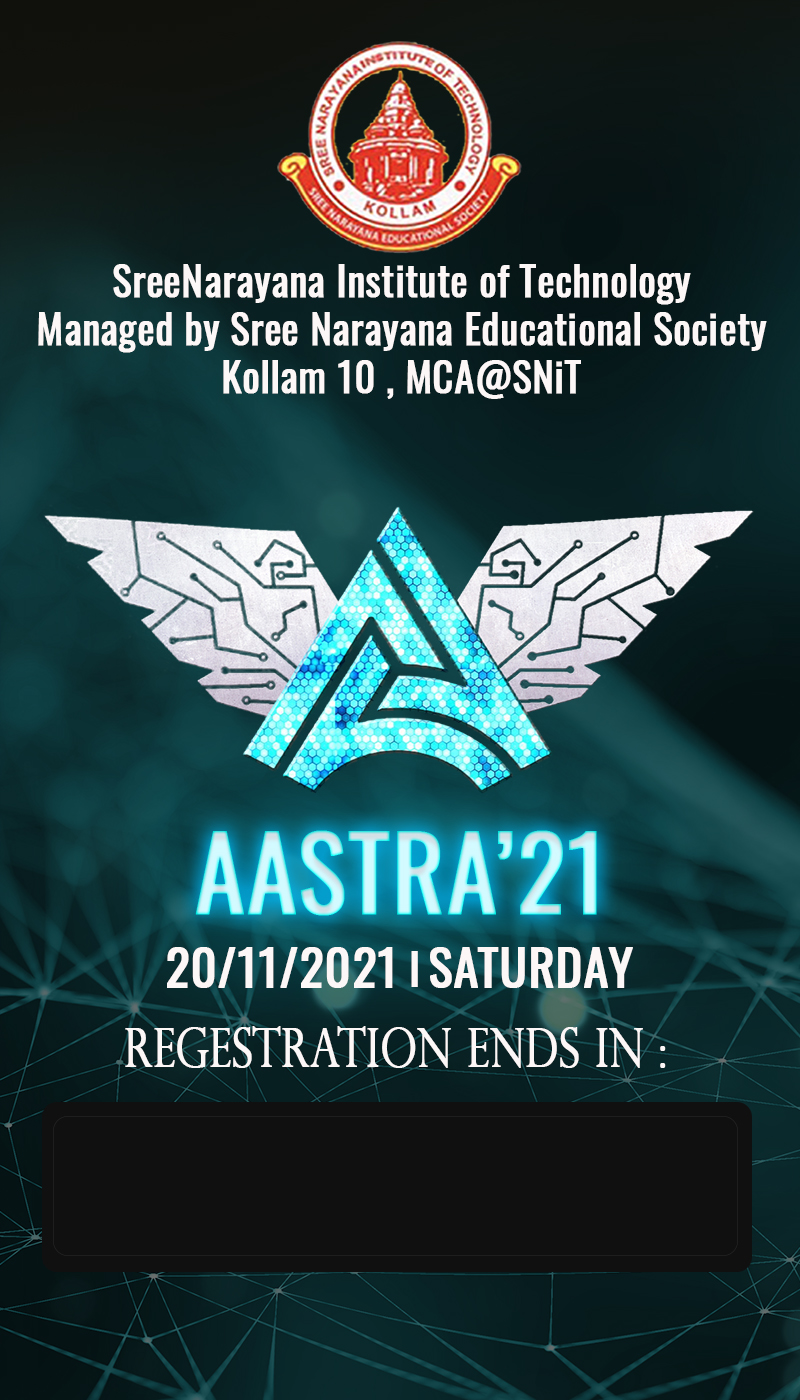 SREE NARAYANA INSTITUTE OF TECHNOLOGY
KOLLAM
SREE NARAYANA EDUCATIONAL SOCIETY
SreeNarayana Institute of Technology
Managed by Sree Narayana Educational Society
Kollam 10 , MCA@SNiT
AASTRA’21
20/11/2021 | SATURDAY
REGESTRATION ENDS IN :